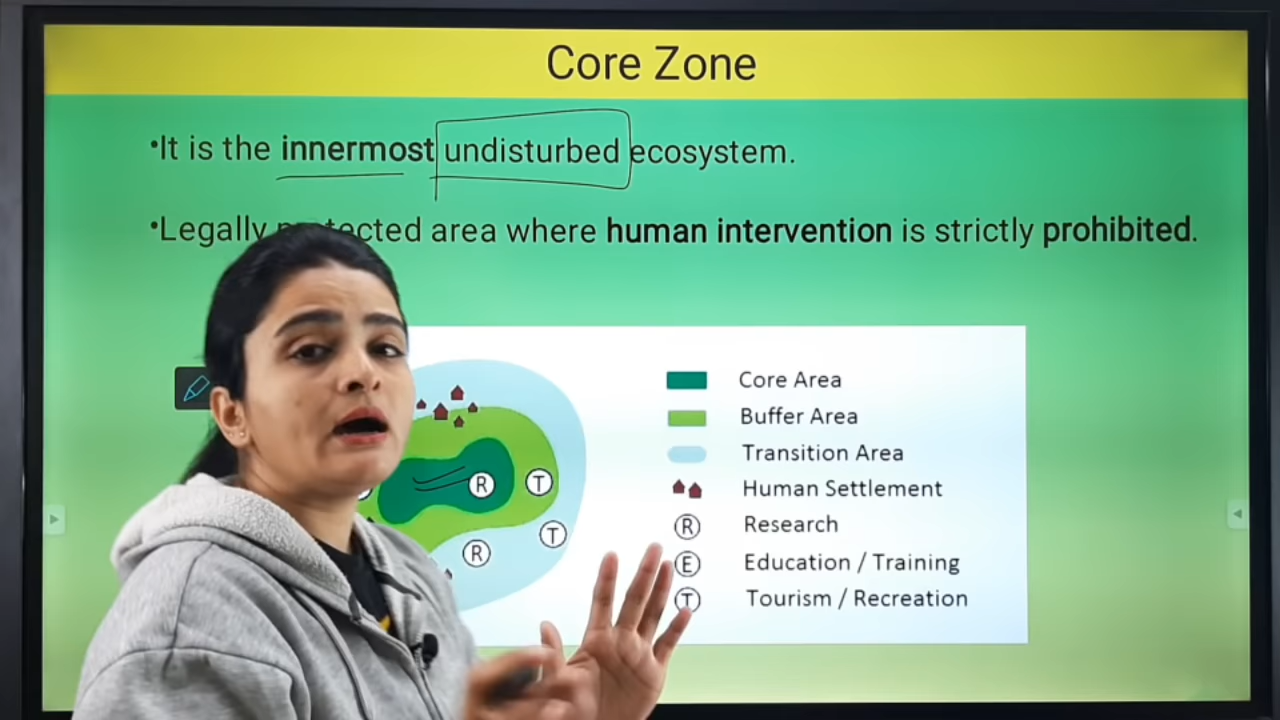 Core Zone
•It is the innermost undisturbed ecosystem.
•Legally protected area where human intervention is strictly prohibited.
Core Area
Buffer Area
Transition Area
Human Settlement
R Research
E Education / Training
T Tourism / Recreation
R T
T
R